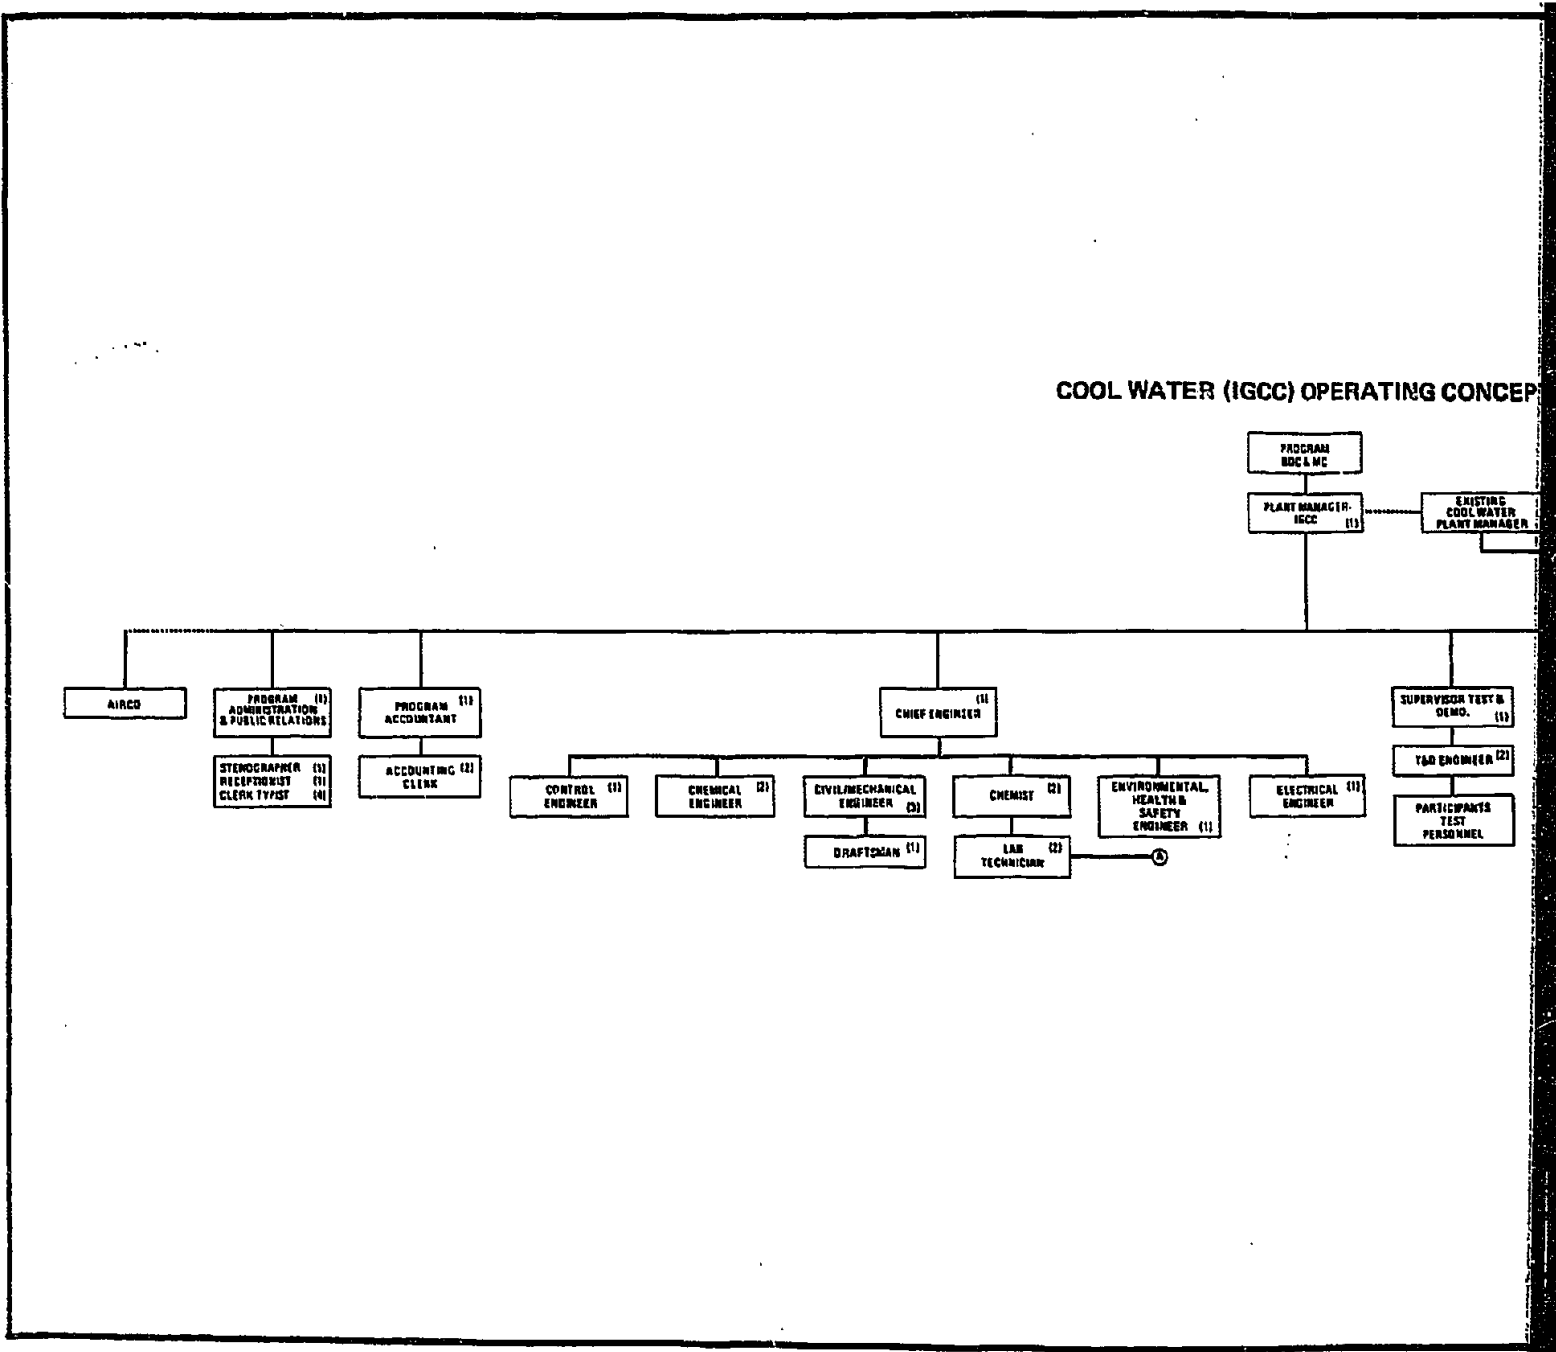 COOL WATER (IGCC) OPERATING CONCEP
PROGRAM
BOC & MC
PLANT MANAGER-
IGCC (1)
EXISTING
COOL WATER
PLANT MANAGER
AIRCO
PROGRAM (1)
ADMINISTRATION
& PUBLIC RELATIONS
STENOGRAPHER
RECEPTIONIST
CLERK TYPIST (4)
PROGRAM (1)
ACCOUNTANT
ACCOUNTING (2)
CLERK
CHIEF ENGINEER (1)
CONTROL (1)
ENGINEER
CHEMICAL (2)
ENGINEER
CIVIL/MECHANICAL
ENGINEER (3)
DRAFTSMAN (1)
CHEMIST (2)
LAB (2)
TECHNICIAN
A
ENVIRONMENTAL,
HEALTH &
SAFETY
ENGINEER (1)
ELECTRICAL (1)
ENGINEER
SUPERVISOR TEST &
DEMO. (1)
T&D ENGINEER (2)
PARTICIPANTS
TEST
PERSONNEL